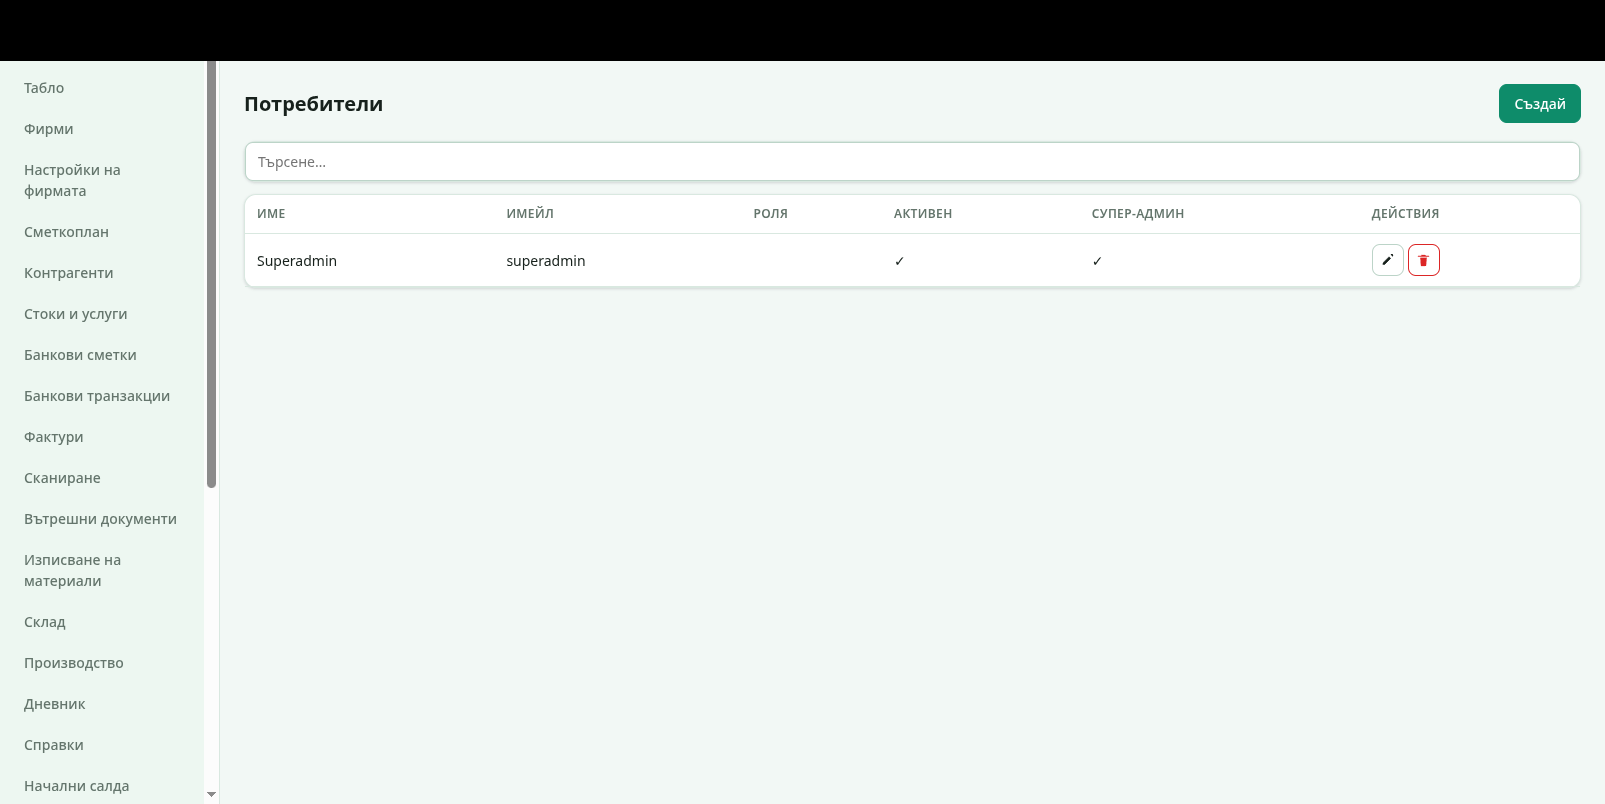 Табло
Фирми
Настройки на
фирмата
Сметкоплан
Контрагенти
Стоки и услуги
Банкови сметки
Банкови транзакции
Фактури
Сканиране
Вътрешни документи
Изписване на
материали
Склад
Производство
Дневник
Справки
Начални салда
Потребители
Създай
Търсене...
ИМЕ ИМЕЙЛ РОЛЯ АКТИВЕН СУПЕР-АДМИН ДЕЙСТВИЯ
Superadmin superadmin ✓ ✓